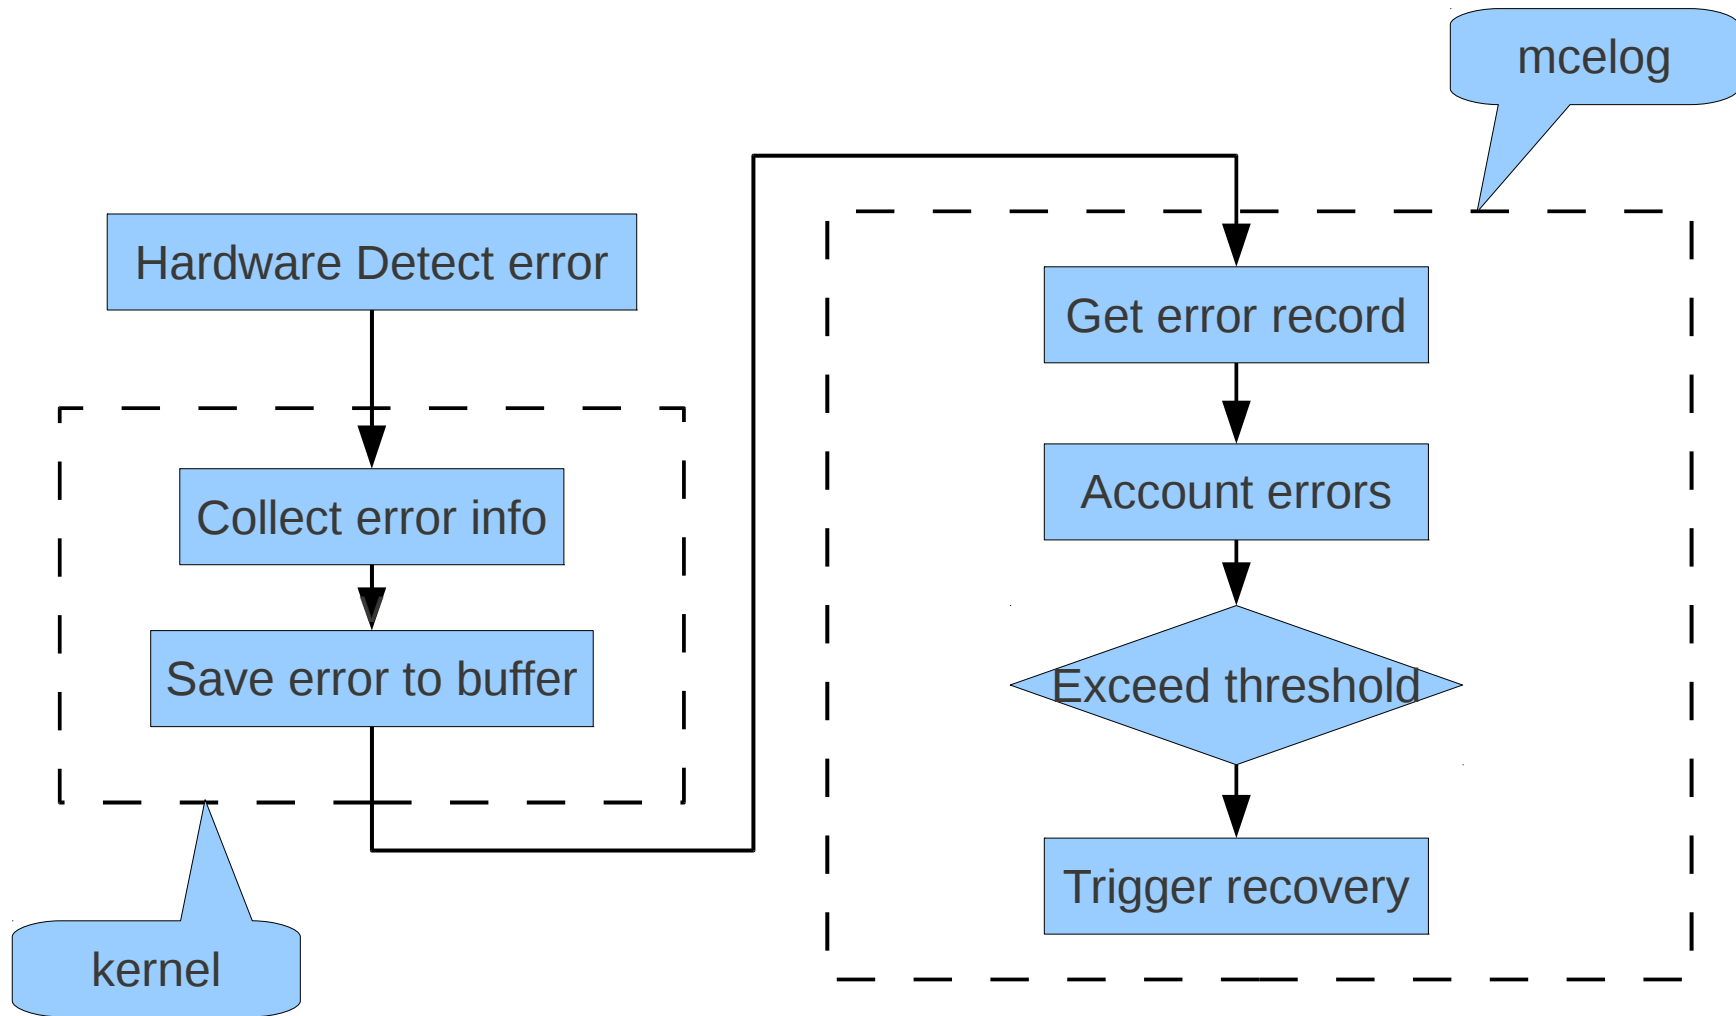 mcelog
Hardware Detect error
Get error record
Collect error info
Account errors
Save error to buffer
Exceed threshold
Trigger recovery
kernel